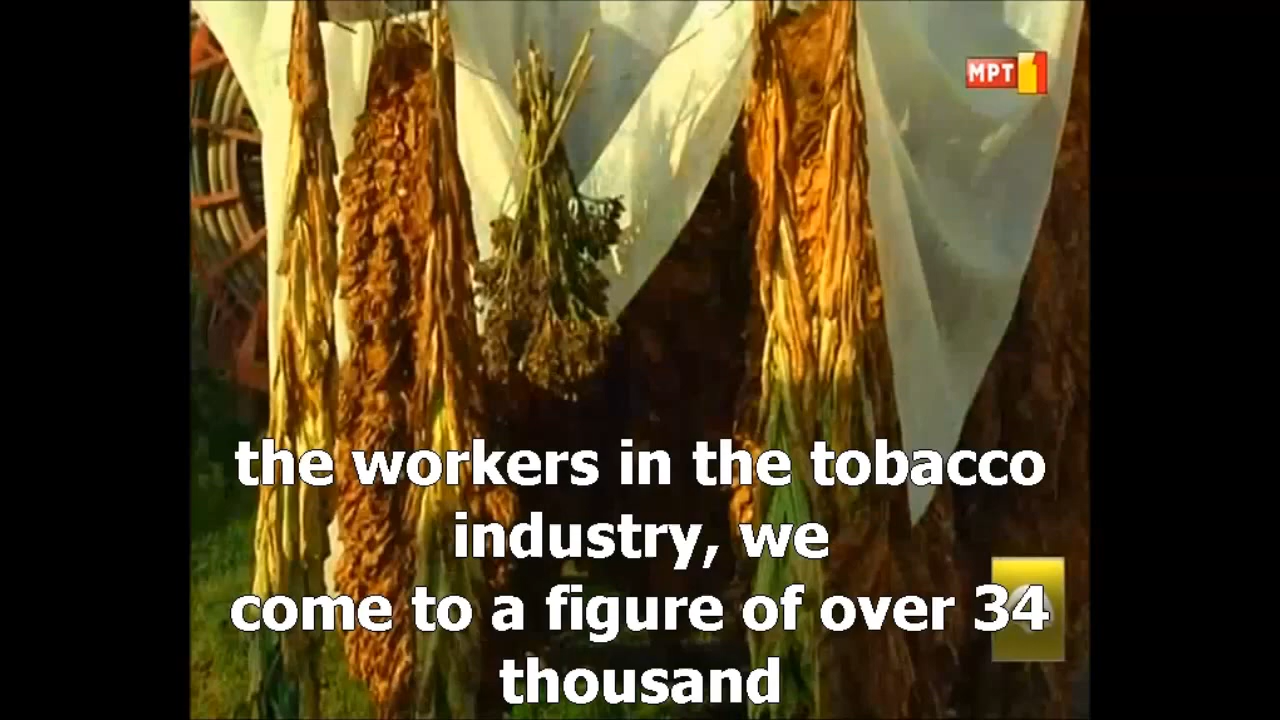 МРТ 1
the workers in the tobacco
industry, we
come to a figure of over 34
thousand